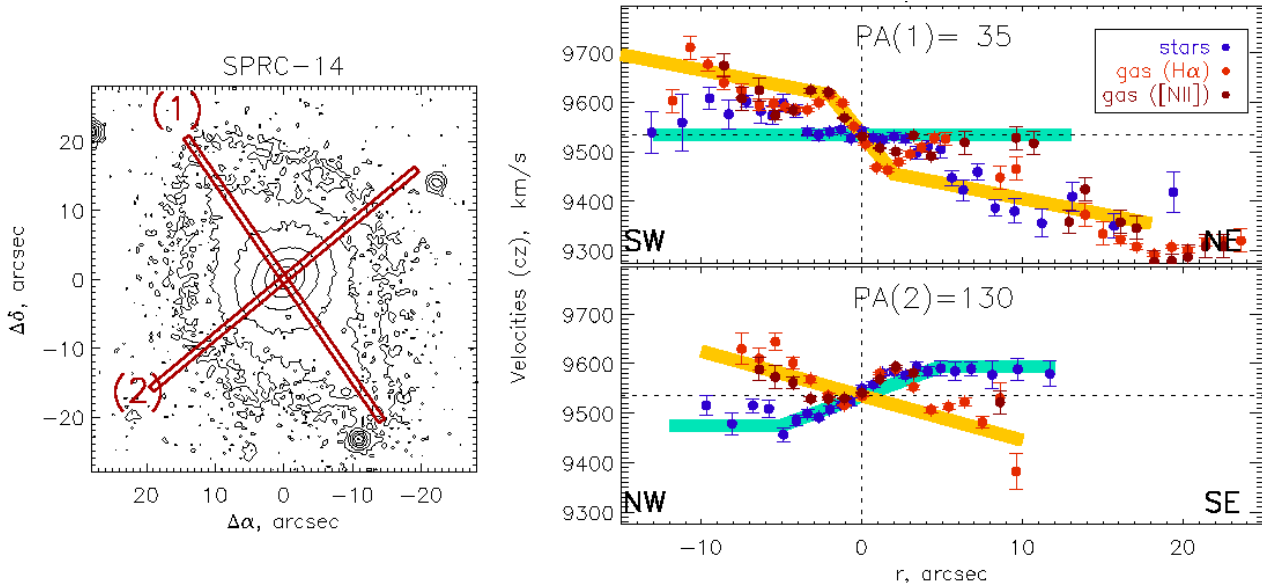 SPRC-14
(1)
(2)
20
10
0
-10
-20
Δδ, arcsec
20
10
0
-10
-20
Δα, arcsec
PA(1)= 35
stars
gas (Hα)
gas ([NII])
9700
9600
9500
9400
9300
SW
NE
Velocities (cz), km/s
PA(2)=130
9700
9600
9500
9400
9300
NW
SE
-10
0
10
20
r, arcsec